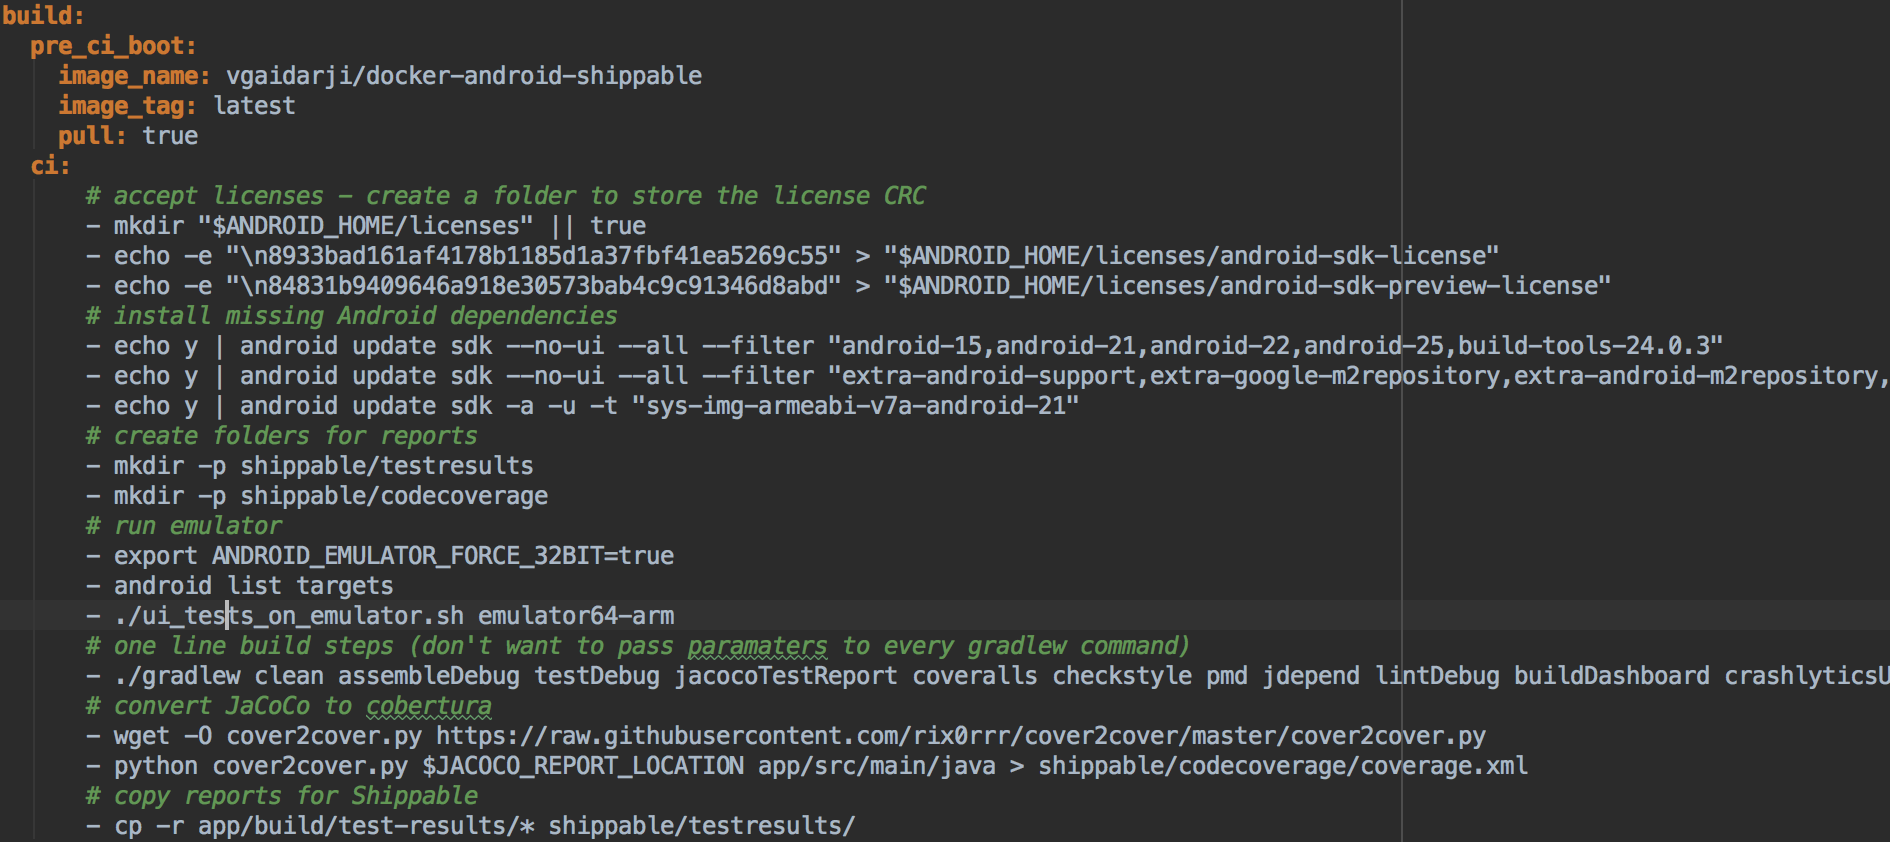 build:
  pre_ci_boot:
    image_name: vgaidarji/docker-android-shippable
    image_tag: latest
    pull: true
  ci:
      # accept licenses – create a folder to store the license CRC
      - mkdir "$ANDROID_HOME/licenses" || true
      - echo -e "\n8933bad161af4178b1185d1a37fbf41ea5269c55" > "$ANDROID_HOME/licenses/android-sdk-license"
      - echo -e "\n84831b9409646a918e30573bab4c9c91346d8abd" > "$ANDROID_HOME/licenses/android-sdk-preview-license"
      # install missing Android dependencies
      - echo y | android update sdk --no-ui --all --filter "android-15,android-21,android-22,android-25,build-tools-24.0.3"
      - echo y | android update sdk --no-ui --all --filter "extra-android-support,extra-google-m2repository,extra-android-m2repository,
      - echo y | android update sdk -a -u -t "sys-img-armeabi-v7a-android-21"
      # create folders for reports
      - mkdir -p shippable/testresults
      - mkdir -p shippable/codecoverage
      # run emulator
      - export ANDROID_EMULATOR_FORCE_32BIT=true
      - android list targets
      - ./ui_tests_on_emulator.sh emulator64-arm
      # one line build steps (don't want to pass paramaters to every gradlew command)
      - ./gradlew clean assembleDebug testDebug jacocoTestReport coveralls checkstyle pmd jdepend lintDebug buildDashboard crashlyticsU
      # convert JaCoCo to cobertura
      - wget -O cover2cover.py https://raw.githubusercontent.com/rix0rrr/cover2cover/master/cover2cover.py
      - python cover2cover.py $JACOCO_REPORT_LOCATION app/src/main/java > shippable/codecoverage/coverage.xml
      # copy reports for Shippable
      - cp -r app/build/test-results/* shippable/testresults/